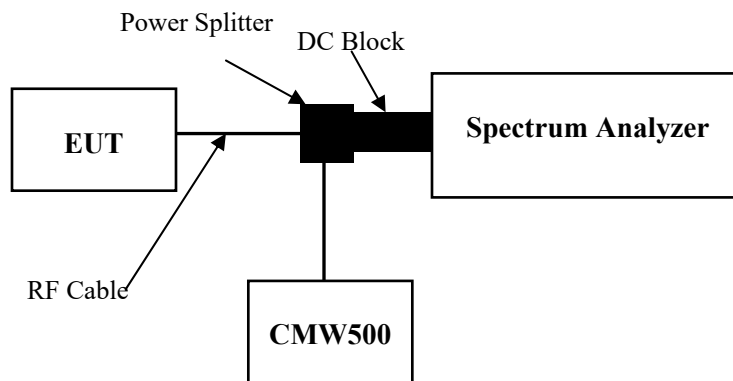 Power Splitter
DC Block
EUT
Spectrum Analyzer
RF Cable
CMW500